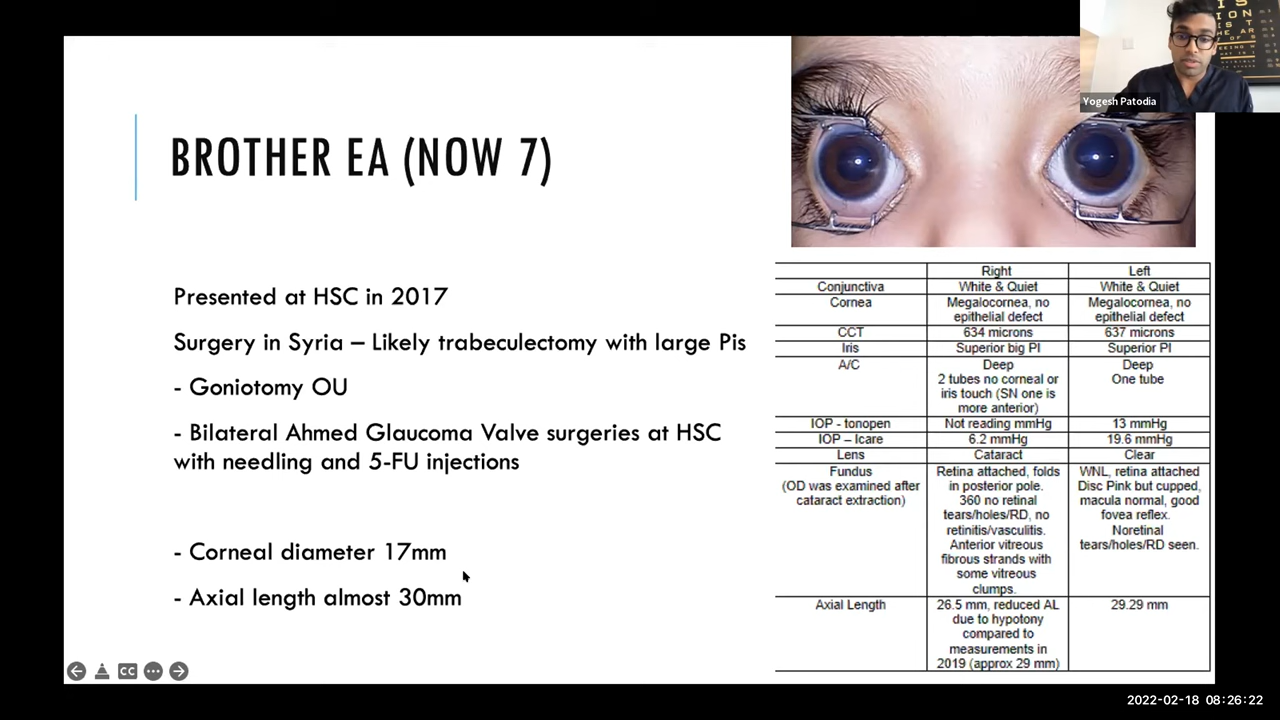 BROTHER EA (NOW 7)
Presented at HSC in 2017
Surgery in Syria – Likely trabeculectomy with large Pis
- Goniotomy OU
- Bilateral Ahmed Glaucoma Valve surgeries at HSC
with needling and 5-FU injections
- Corneal diameter 17mm
- Axial length almost 30mm
Yogesh Patodia
Right Left
Conjunctiva White & Quiet White & Quiet
Cornea Megalocornea, no Megalocornea, no
epithelial defect epithelial defect
CCT 634 microns 637 microns
Iris Superior big PI Superior PI
A/C Deep Deep
2 tubes no corneal or One tube
iris touch (SN one is
more anterior)
IOP - tonopen Not reading mmHg 13 mmHg
IOP – Icare 6.2 mmHg 19.6 mmHg
Lens Cataract Clear
Fundus Retina attached, folds WNL, retina attached
(OD was examined after in posterior pole. Disc Pink but cupped,
cataract extraction) 360 no retinal macula normal, good
tears/holes/RD, no fovea reflex.
retinitis/vasculitis. Noretinal
Anterior vitreous tears/holes/RD seen.
fibrous strands with
some vitreous
clumps.
Axial Length 26.5 mm, reduced AL 29.29 mm
due to hypotony
compared to
measurements in
2019 (approx 29 mm)
CC
2022-02-18 08:26:22